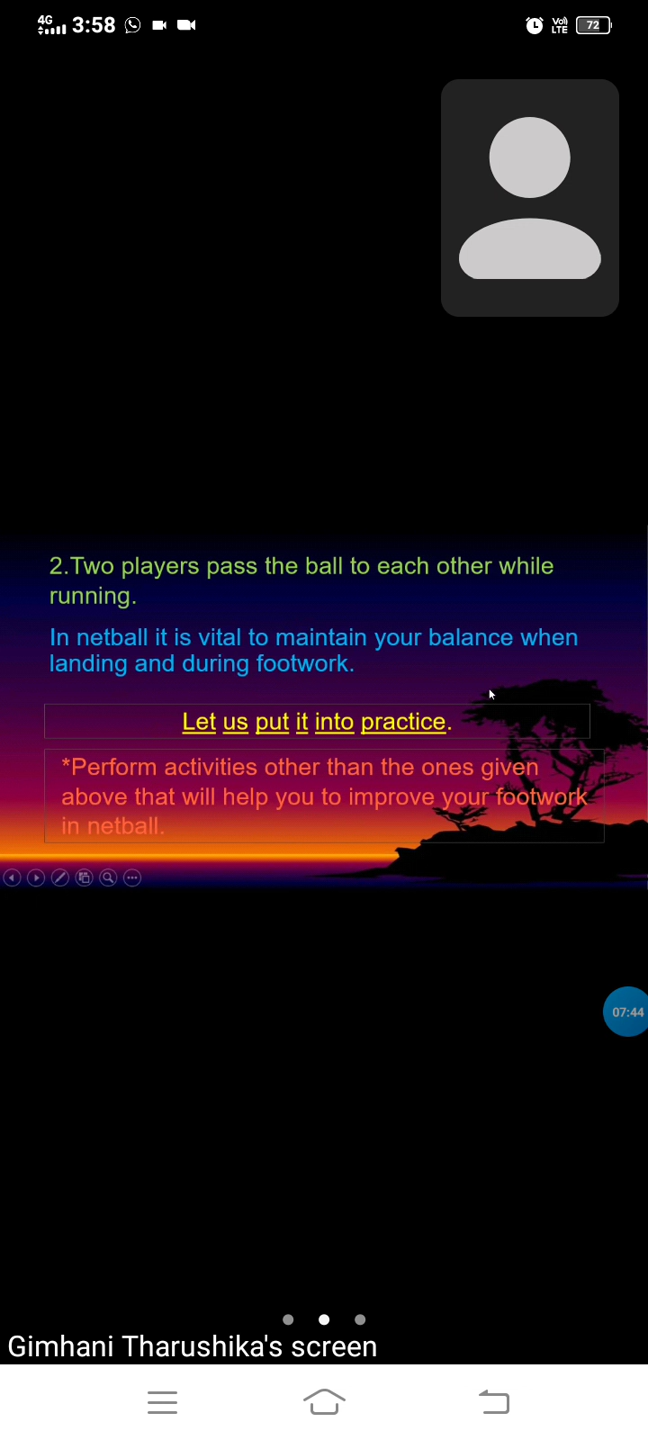 4G 3:58 Vo) LTE 72
2.Two players pass the ball to each other while
running.
In netball it is vital to maintain your balance when
landing and during footwork.
Let us put it into practice.
*Perform activities other than the ones given
above that will help you to improve your footwork
in netball.
07:44
Gimhani Tharushika's screen